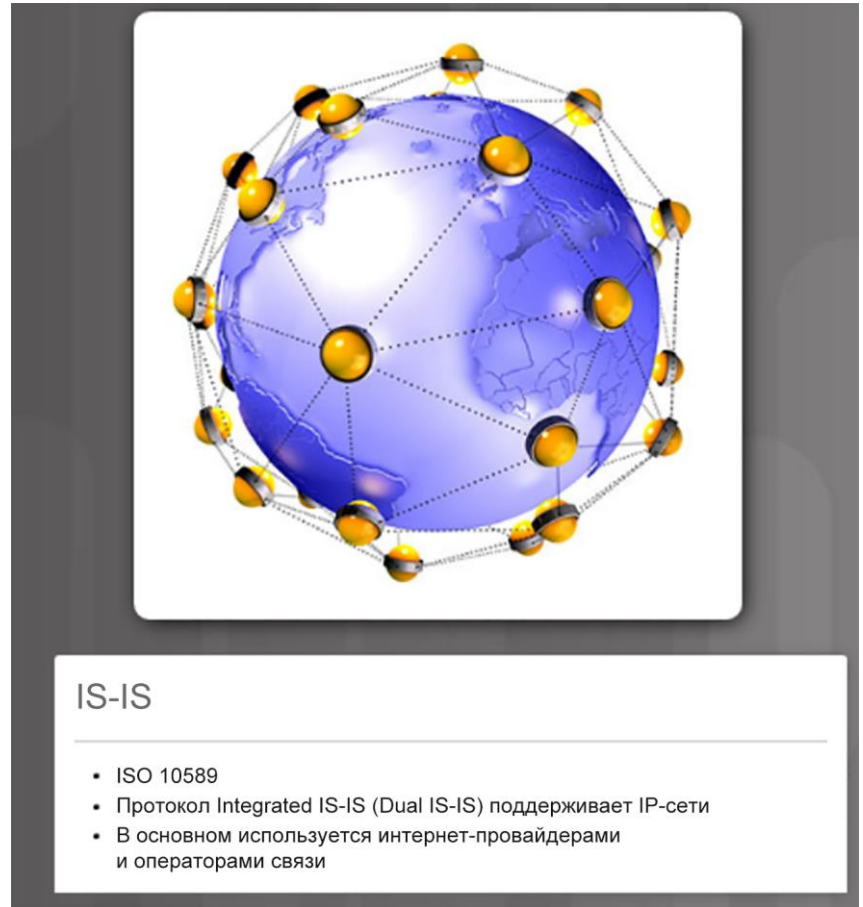 IS-IS
• ISO 10589
• Протокол Integrated IS-IS (Dual IS-IS) поддерживает IP-сети
• В основном используется интернет-провайдерами
и операторами связи